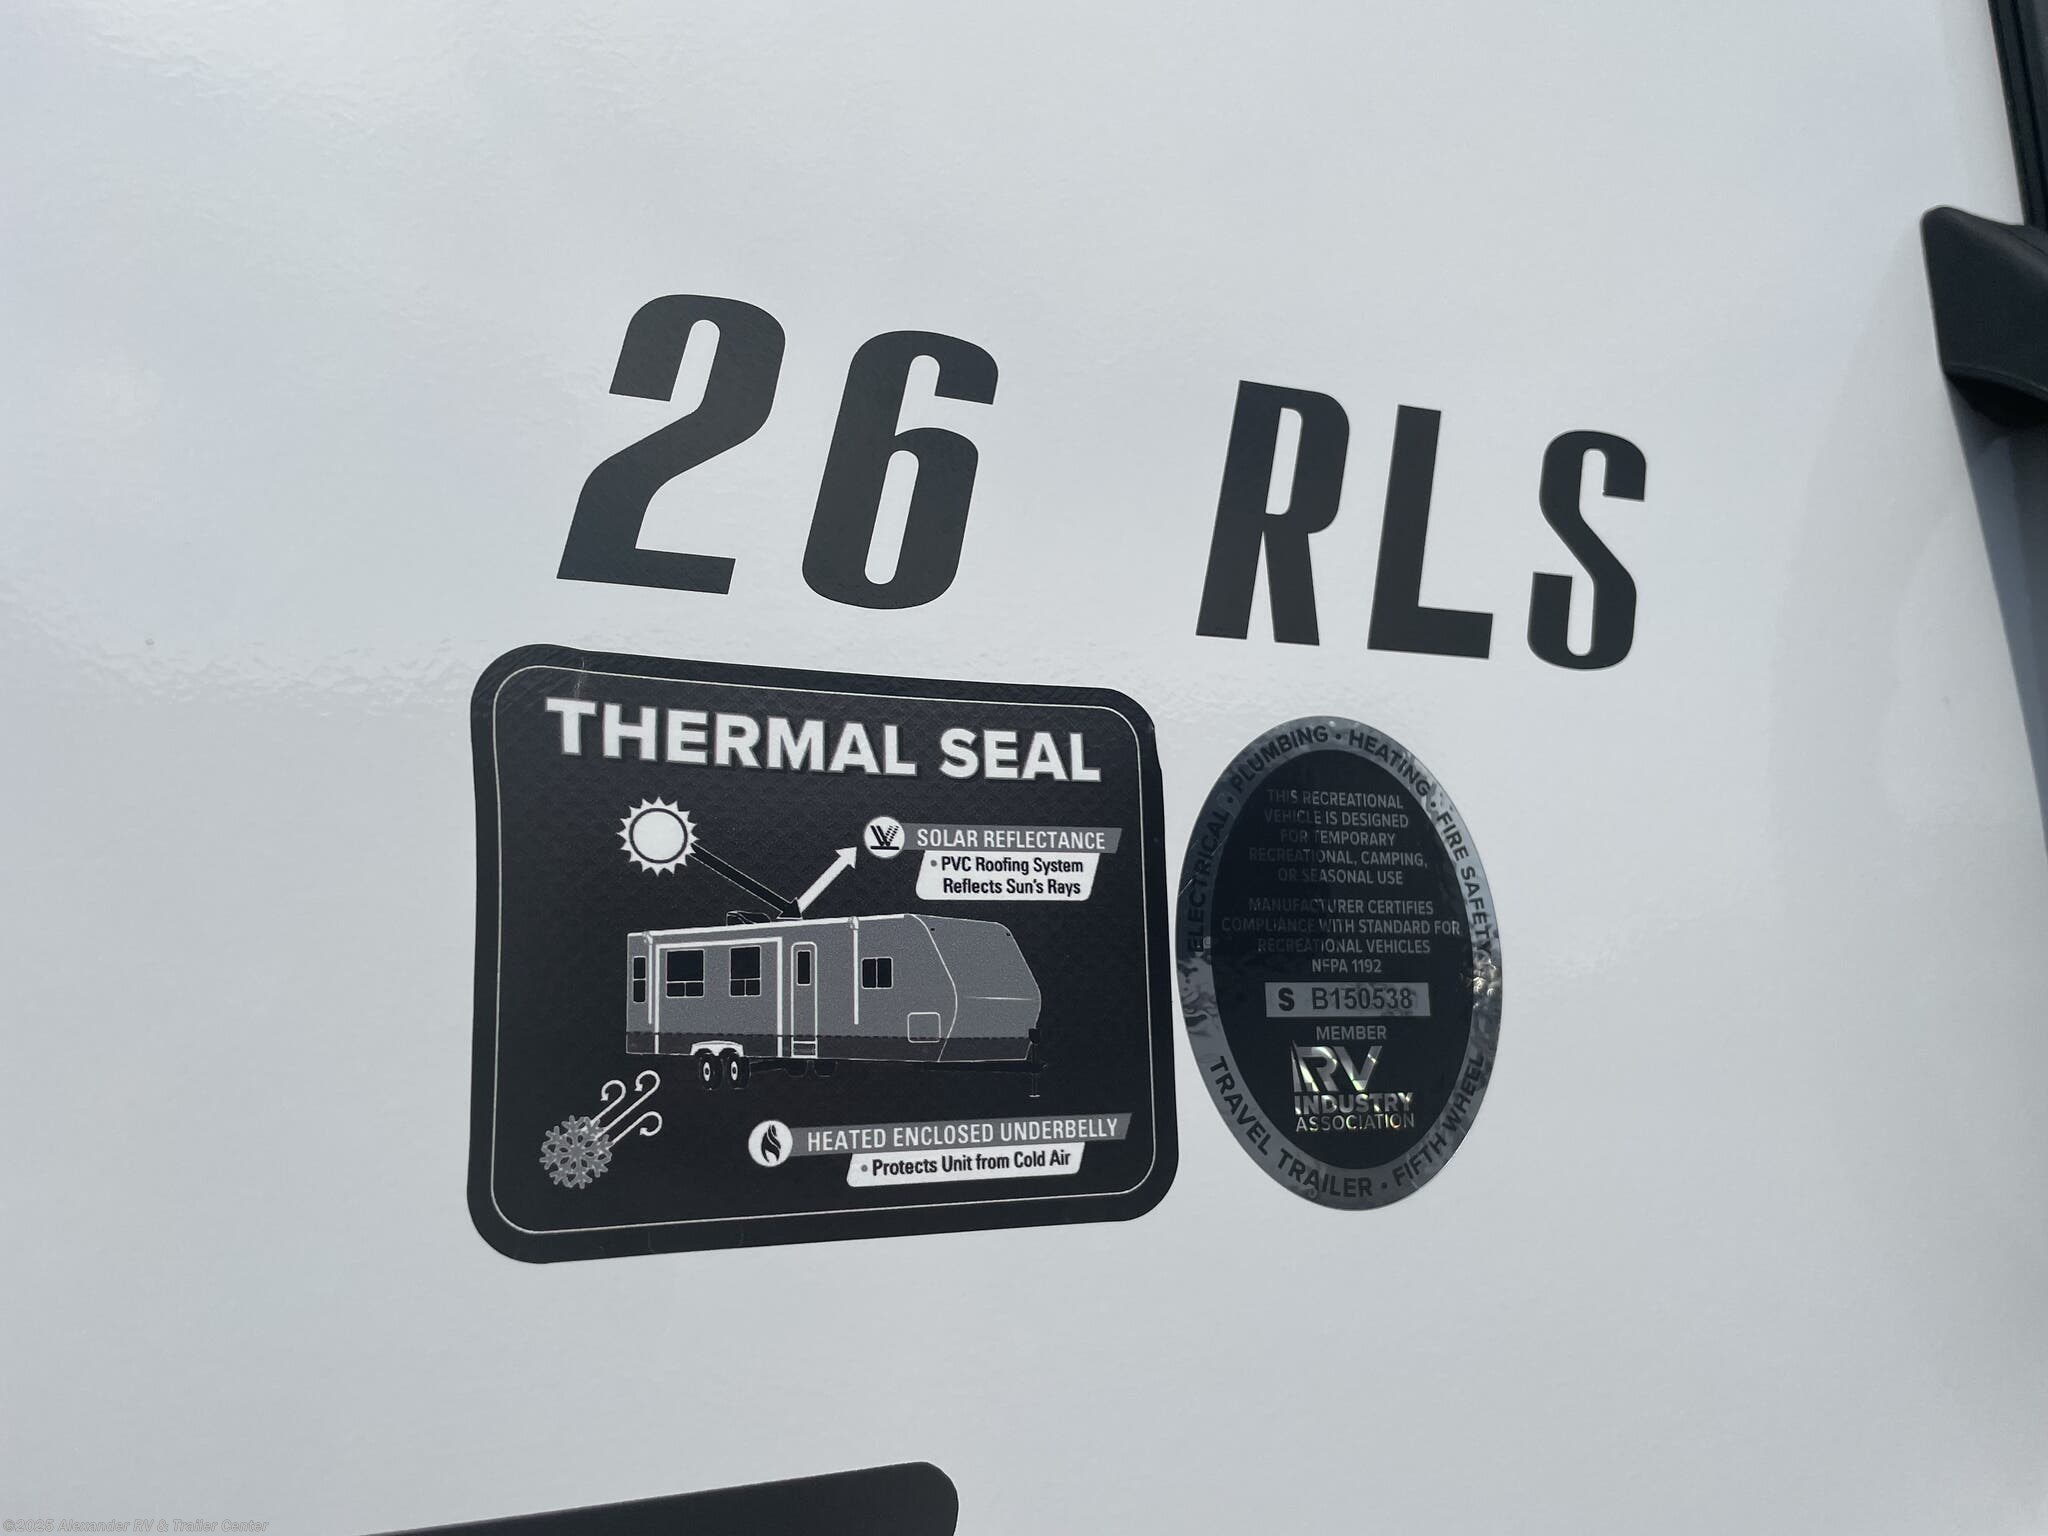 26 RLS
THERMAL SEAL
SOLAR REFLECTANCE
• PVC Roofing System
Reflects Sun's Rays
HEATED ENCLOSED UNDERBELLY
• Protects Unit from Cold Air
ELECTRICAL • PLUMBING • HEATING • FIRE SAFETY
THIS RECREATIONAL
VEHICLE IS DESIGNED
FOR TEMPORARY
RECREATIONAL, CAMPING,
OR SEASONAL USE
MANUFACTURER CERTIFIES
COMPLIANCE WITH STANDARD FOR
RECREATIONAL VEHICLES
NFPA 1192
S B150538
MEMBER
RV
INDUSTRY
ASSOCIATION
TRAVEL TRAILER • FIFTH WHEEL
©2025 Alexander RV & Trailer Center